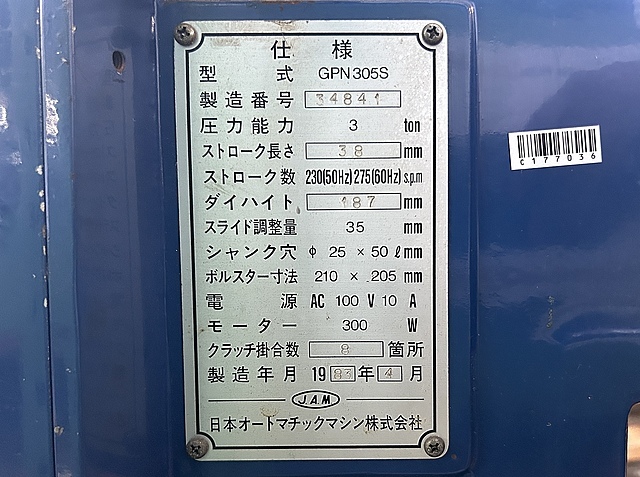 仕 様
型 式 GPN305S
製造番号 34841
圧力能力 3 ton
ストローク長さ 38 mm
ストローク数 230(50Hz)275(60Hz)s.p.m
ダイハイト 187 mm
スライド調整量 35 mm
シャンク穴 φ 25 × 50 ℓmm
ボルスター寸法 210 × 205 mm
電 源 AC 100 V 10 A
モーター 300 W
クラッチ掛合数 8 箇所
製造年月 1981年4月
J.A.M.
日本オートマチックマシン株式会社
C177036